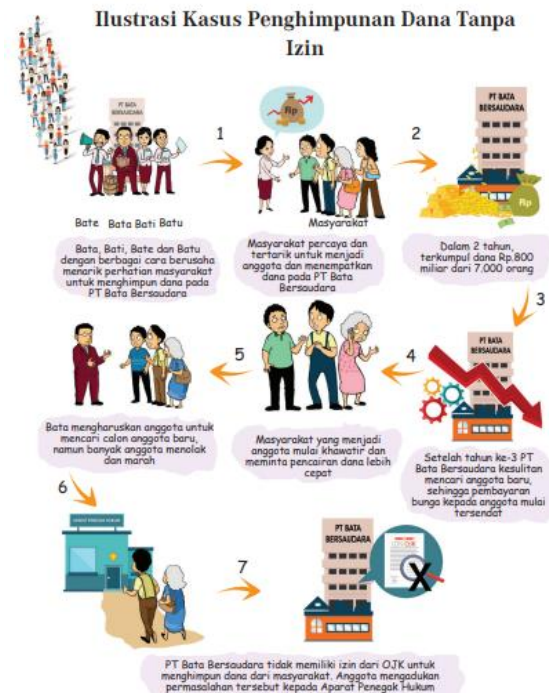 Ilustrasi Kasus Penghimpunan Dana Tanpa
Izin
PT BATA
BERSAUDARA
1
Rp
2
PT BATA
BERSAUDARA
Rp
Bate Bata Bati Batu
Masyarakat
Bata, Bati, Bate dan Batu
dengan berbagai cara berusaha
menarik perhatian masyarakat
untuk menghimpun dana pada
PT Bata Bersaudara
Masyarakat percaya dan
tertarik untuk menjadi
anggota dan menempatkan
dana pada PT Bata
Bersaudara
Dalam 2 tahun,
terkumpul dana Rp.800
miliar dari 7.000 orang
3
PT BATA
BERSAUDARA
4
5
Setelah tahun ke-3 PT
Bata Bersaudara kesulitan
mencari anggota baru,
sehingga pembayaran
bunga kepada anggota mulai
tersendat
Masyarakat yang menjadi
anggota mulai khawatir dan
meminta pencairan dana lebih
cepat
Bata mengharuskan anggota untuk
mencari calon anggota baru,
namun banyak anggota menolak
dan marah
6
7
PT BATA
BERSAUDARA
X
PT Bata Bersaudara tidak memiliki izin dari OJK untuk
menghimpun dana dari masyarakat. Anggota mengadukan
permasalahan tersebut kepada Aparat Penegak Hukum